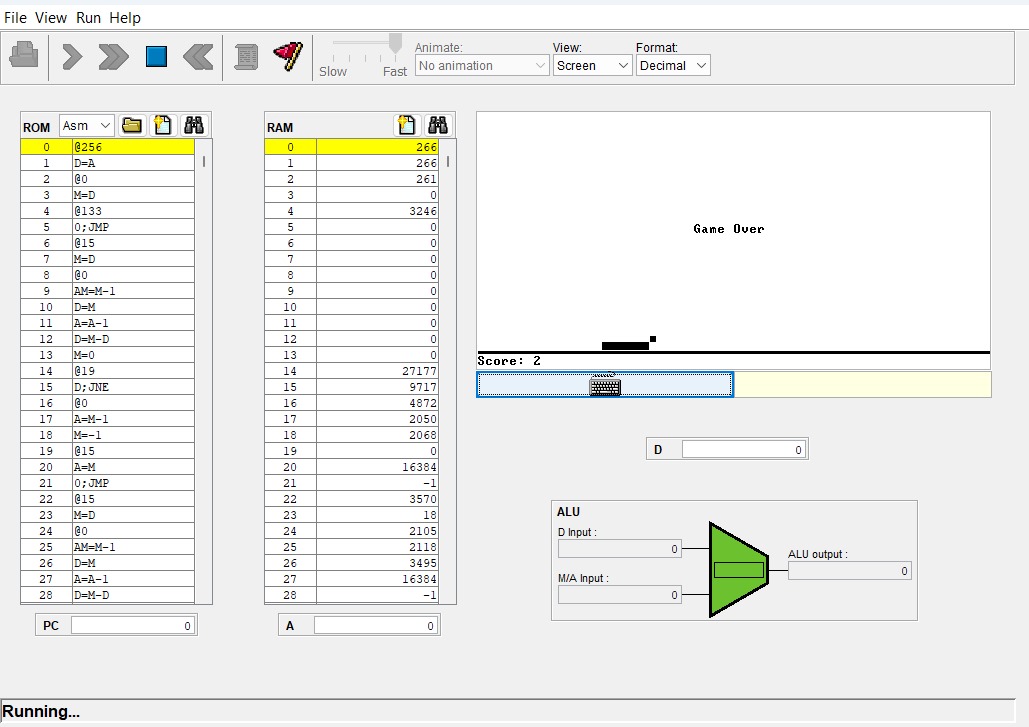 File View Run Help
Slow Fast
Animate:
No animation
View:
Screen
Format:
Decimal
ROM Asm
0 @256
1 D=A
2 @0
3 M=D
4 @133
5 0;JMP
6 @15
7 M=D
8 @0
9 AM=M-1
10 D=M
11 A=A-1
12 D=M-D
13 M=0
14 @19
15 D;JNE
16 @0
17 A=M-1
18 M=-1
19 @15
20 A=M
21 0;JMP
22 @15
23 M=D
24 @0
25 AM=M-1
26 D=M
27 A=A-1
28 D=M-D
PC 0
RAM
0 266
1 266
2 261
3 0
4 3246
5 0
6 0
7 0
8 0
9 0
10 0
11 0
12 0
13 0
14 27177
15 9717
16 4872
17 2050
18 2068
19 0
20 16384
21 -1
22 3570
23 18
24 2105
25 2118
26 3495
27 16384
28 -1
A 0
Game Over
Score: 2
D 0
ALU
D Input :
0
M/A Input :
0
ALU output :
0
Running...